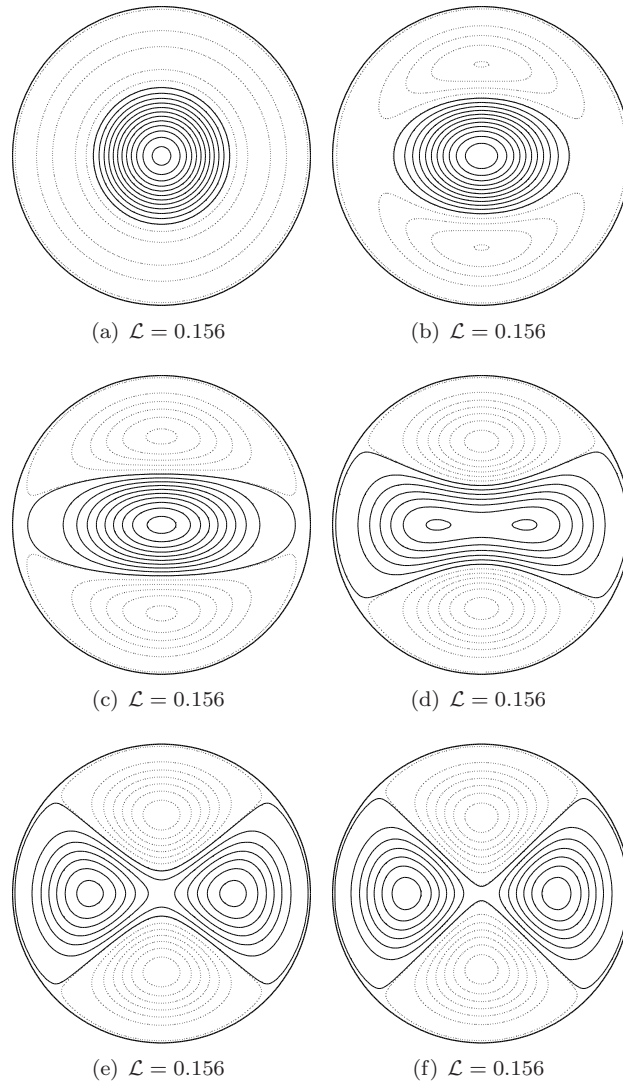 (a) ℒ = 0.156
(b) ℒ = 0.156
(c) ℒ = 0.156
(d) ℒ = 0.156
(e) ℒ = 0.156
(f) ℒ = 0.156